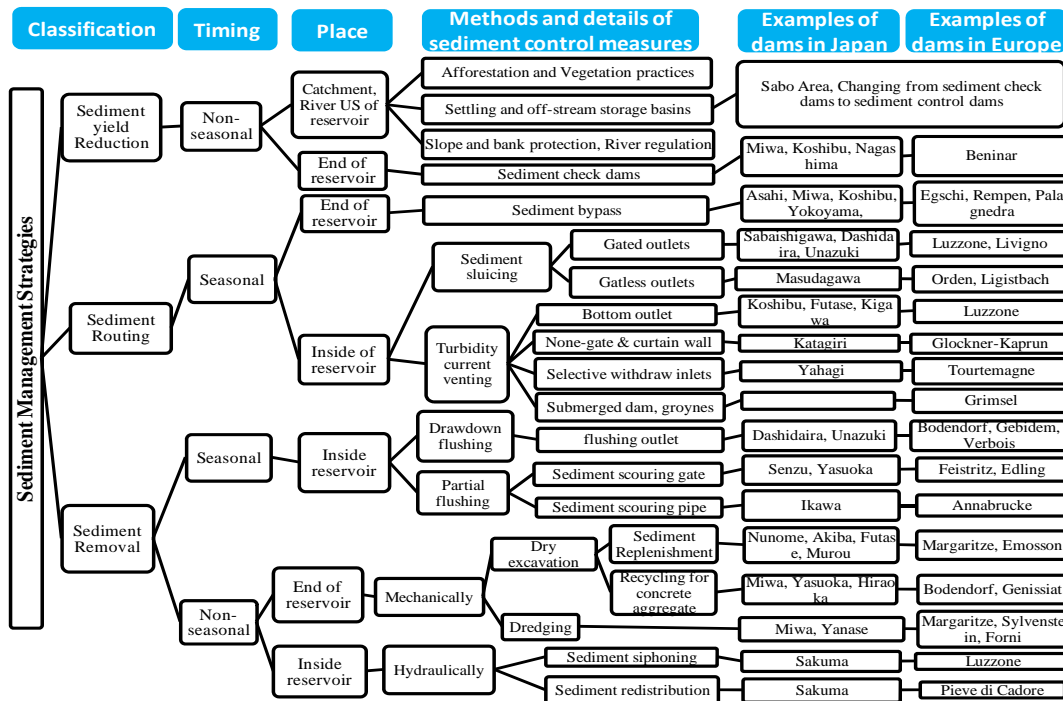 Classification
Timing
Place
Methods and details of
sediment control measures
Examples of
dams in Japan
Examples of
dams in Europe
Sediment Management Strategies
Sediment
yield
Reduction
Non-
seasonal
Catchment,
River US of
reservoir
Afforestation and Vegetation practices
Settling and off-stream storage basins
Slope and bank protection, River regulation
Sabo Area, Changing from sediment check
dams to sediment control dams
End of
reservoir
Sediment check dams
Miwa, Koshibu, Nagas
hima
Beninar
Sediment
Routing
Seasonal
End of
reservoir
Sediment bypass
Asahi, Miwa, Koshibu,
Yokoyama,
Egschi, Rempen, Pala
gnedra
Inside of
reservoir
Sediment
sluicing
Gated outlets
Sabaishigawa, Dashida
ira, Unazuki
Luzzone, Livigno
Gatless outlets
Masudagawa
Orden, Ligistbach
Turbidity
current
venting
Bottom outlet
Koshibu, Futase, Kiga
wa
Luzzone
None-gate & curtain wall
Katagiri
Glockner-Kaprun
Selective withdraw inlets
Yahagi
Tourtemagne
Submerged dam, groynes
Grimsel
Sediment
Removal
Seasonal
Inside
reservoir
Drawdown
flushing
flushing outlet
Dashidaira, Unazuki
Bodendorf, Gebidem,
Verbois
Partial
flushing
Sediment scouring gate
Senzu, Yasuoka
Feistritz, Edling
Sediment scouring pipe
Ikawa
Annabrucke
Non-
seasonal
End of
reservoir
Mechanically
Dry
excavation
Sediment
Replenishment
Nunome, Akiba, Futas
e, Murou
Margaritze, Emosson
Recycling for
concrete
aggregate
Miwa, Yasuoka, Hirao
ka
Bodendorf, Genissiat
Dredging
Miwa, Yanase
Margaritze, Sylvenste
in, Forni
Inside
reservoir
Hydraulically
Sediment siphoning
Sakuma
Luzzone
Sediment redistribution
Sakuma
Pieve di Cadore